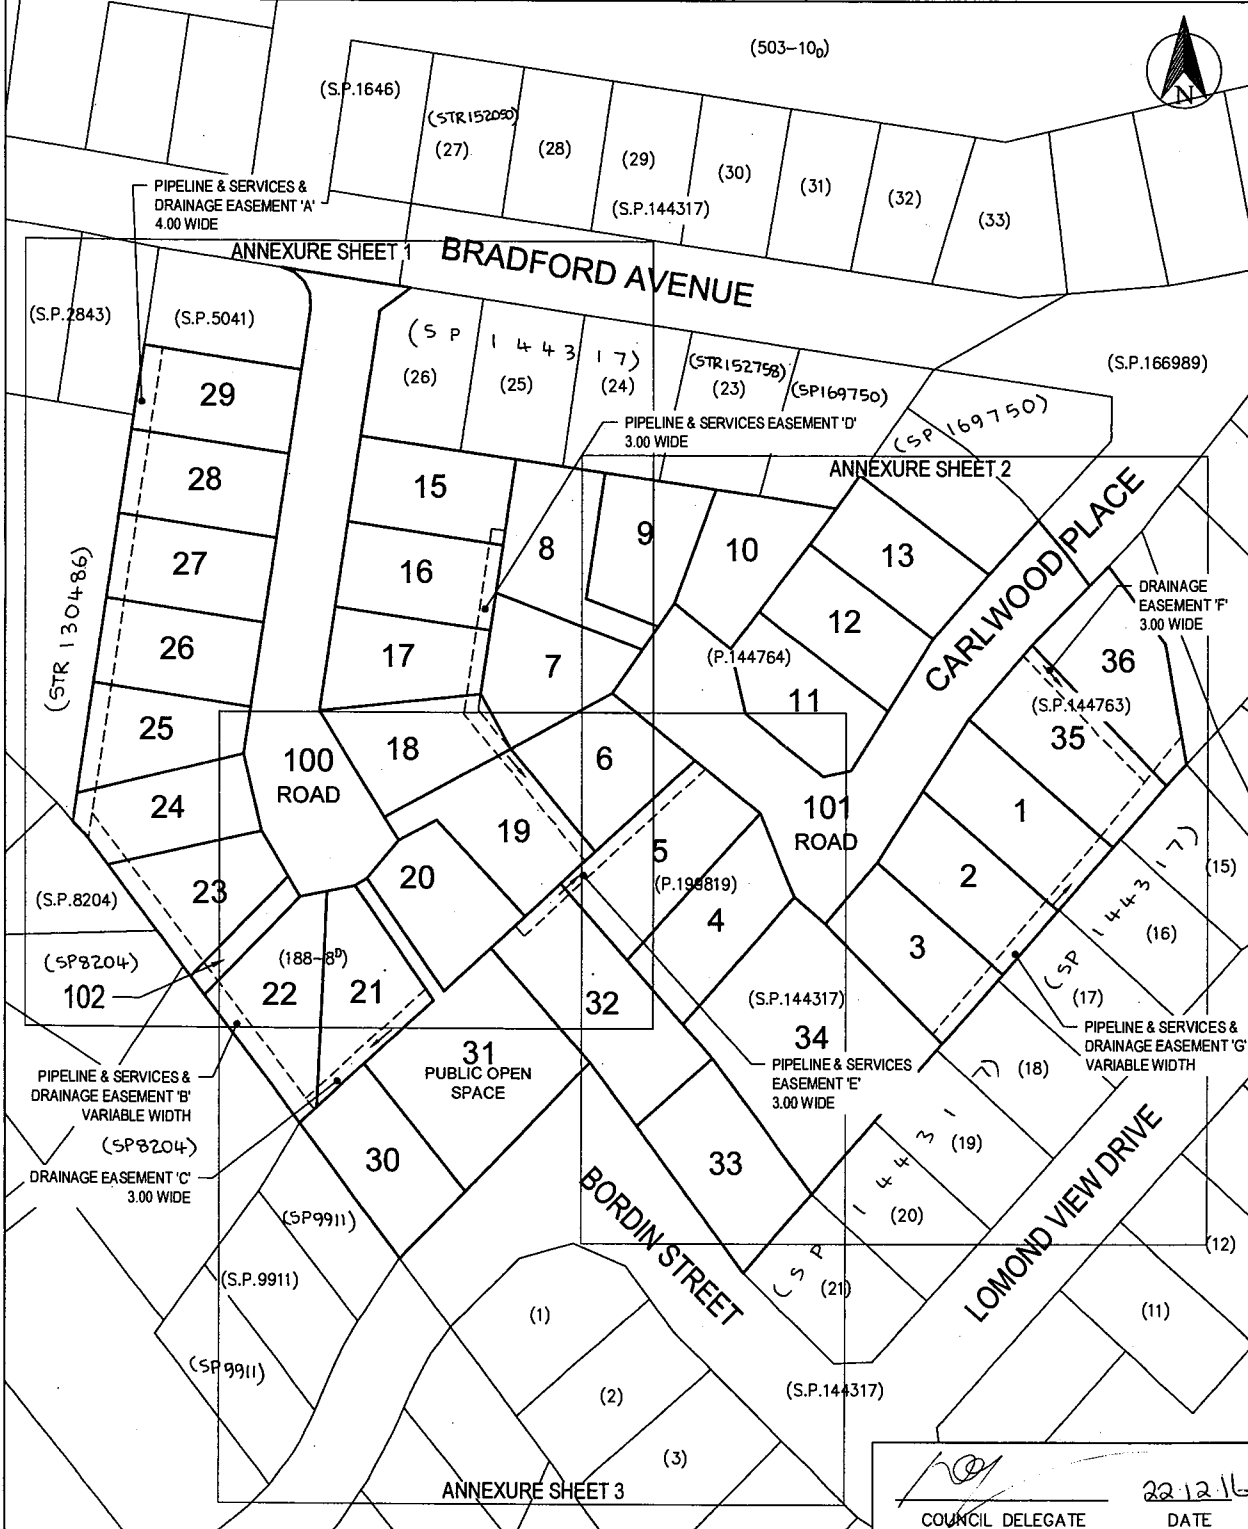 (503-10D)
N
(S.P.1646)
(STR152050)
(27)
(28)
(29)
(30)
(31)
(32)
(33)
(S.P.144317)
PIPELINE & SERVICES &
DRAINAGE EASEMENT 'A'
4.00 WIDE
ANNEXURE SHEET 1
BRADFORD AVENUE
(S.P.2843)
(S.P.5041)
(SP 144317)
(26)
(25)
(24)
(STR152758)
(23)
(SP169750)
(S.P.166989)
(SP 169750)
PIPELINE & SERVICES EASEMENT 'D'
3.00 WIDE
ANNEXURE SHEET 2
29
28
27
26
25
24
23
15
16
17
18
8
9
10
7
13
12
11
CARLWOOD PLACE
DRAINAGE
EASEMENT 'F'
3.00 WIDE
36
(STR 130486)
(P.144764)
(S.P.144763)
35
100
ROAD
6
19
101
ROAD
1
2
3
20
5
(P.199819)
4
(S.P.8204)
(SP8204)
102
(188-8D)
22
21
32
(S.P.144317)
34
(SP 144317)
(15)
(16)
(17)
(18)
31
PUBLIC OPEN
SPACE
PIPELINE & SERVICES
EASEMENT 'E'
3.00 WIDE
PIPELINE & SERVICES &
DRAINAGE EASEMENT 'G'
VARIABLE WIDTH
PIPELINE & SERVICES &
DRAINAGE EASEMENT 'B'
VARIABLE WIDTH
(SP8204)
DRAINAGE EASEMENT 'C'
3.00 WIDE
30
33
BORDIN STREET
LOMOND VIEW DRIVE
(SP 144317)
(19)
(20)
(21)
(SP9911)
(S.P.9911)
(SP9911)
(12)
(11)
(1)
(2)
(3)
(S.P.144317)
ANNEXURE SHEET 3
22.12.16
COUNCIL DELEGATE
DATE